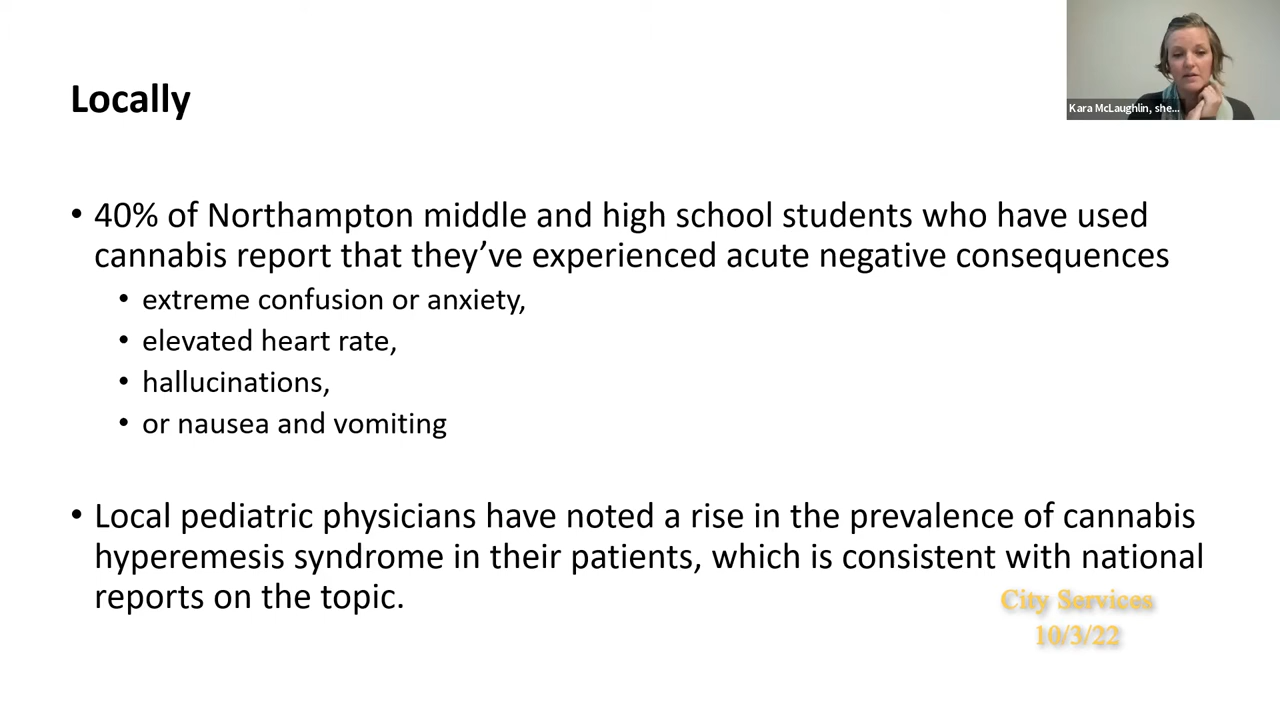 Locally
Kara McLaughlin, she...
• 40% of Northampton middle and high school students who have used
cannabis report that they’ve experienced acute negative consequences
• extreme confusion or anxiety,
• elevated heart rate,
• hallucinations,
• or nausea and vomiting
• Local pediatric physicians have noted a rise in the prevalence of cannabis
hyperemesis syndrome in their patients, which is consistent with national
reports on the topic.
City Services
10/3/22